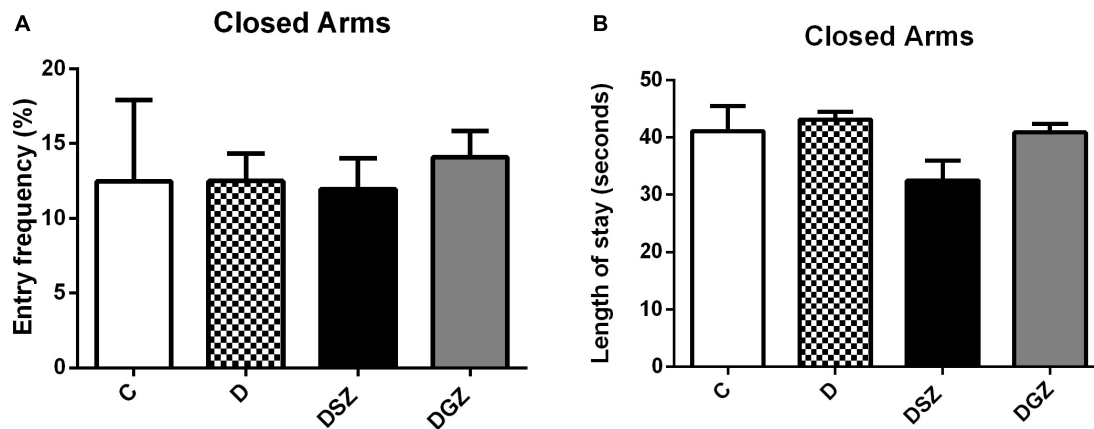 A
Closed Arms
Entry frequency (%)
20
15
10
5
0
C
D
DSZ
DGZ
B
Closed Arms
Length of stay (seconds)
50
40
30
20
10
0
C
D
DSZ
DGZ